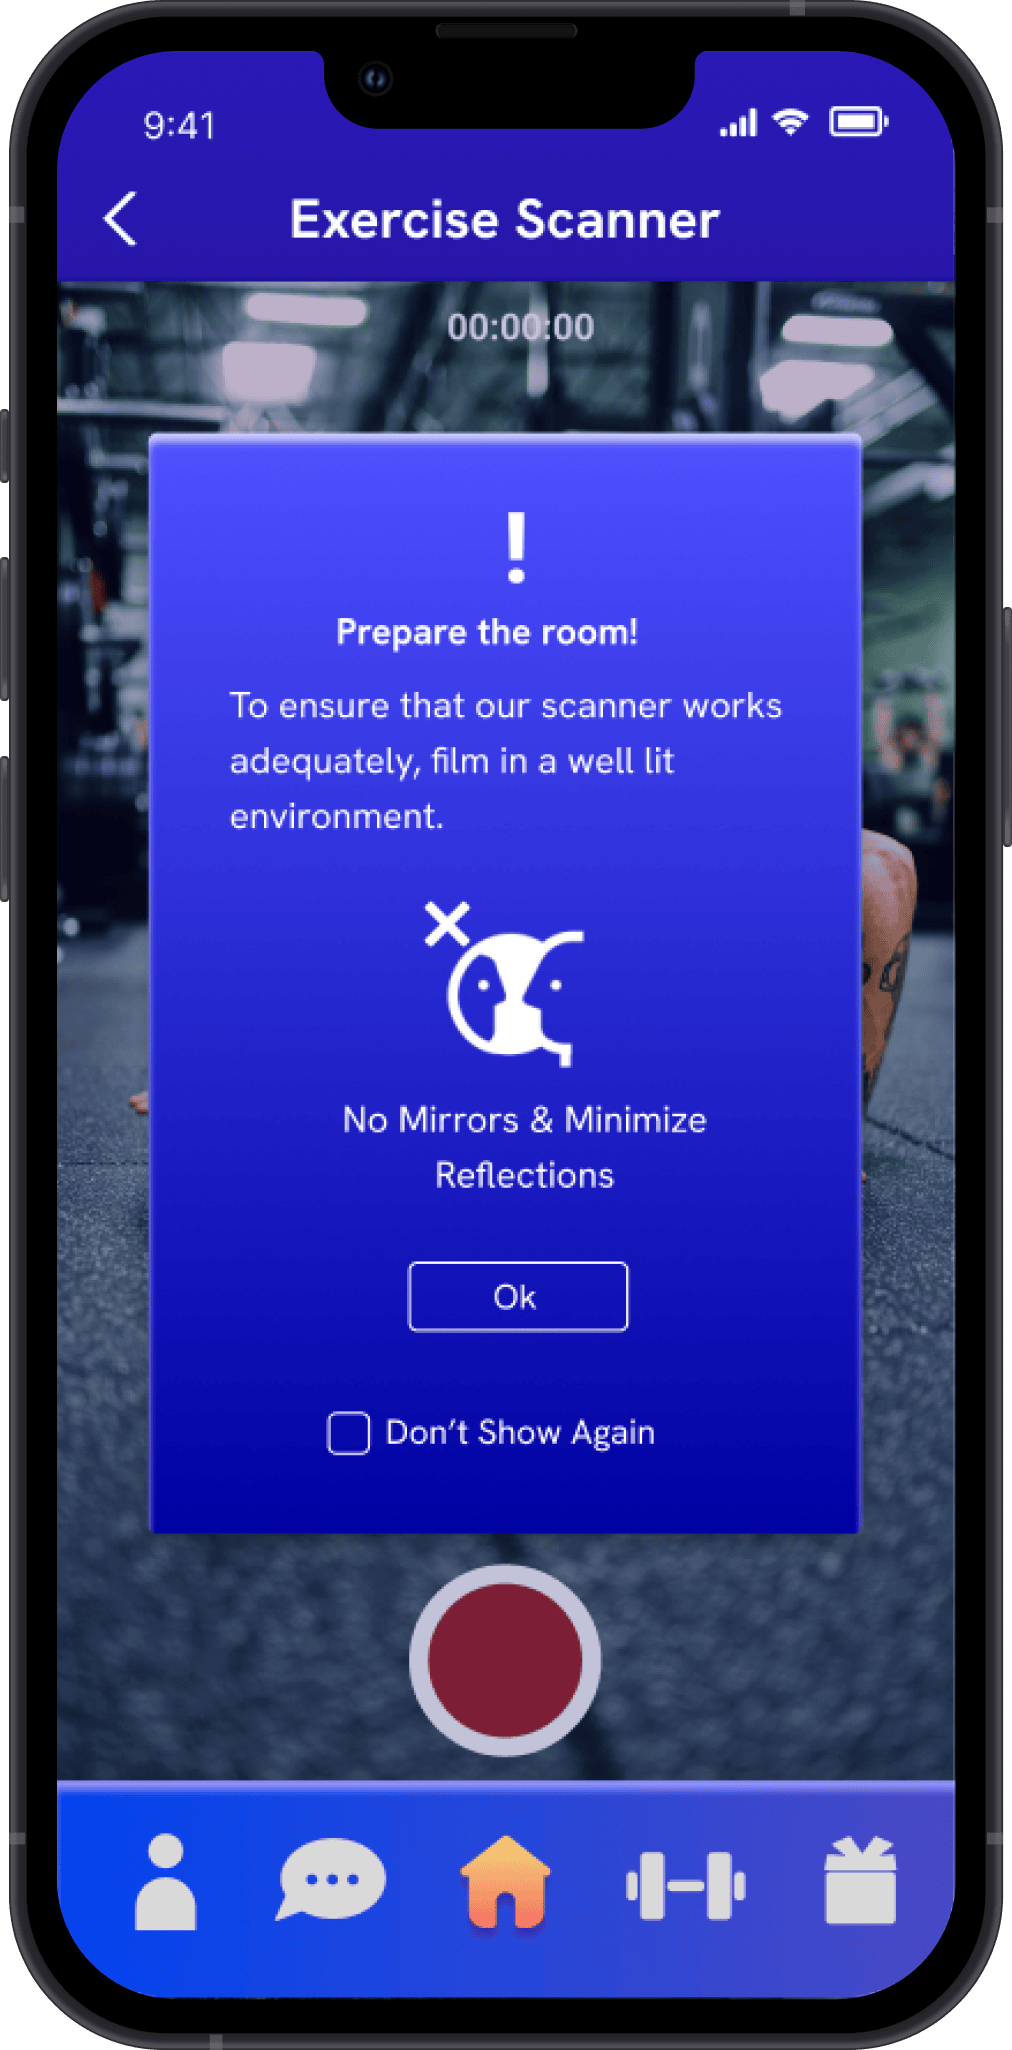 9:41
Exercise Scanner
00:00:00
!
Prepare the room!
To ensure that our scanner works
adequately, film in a well lit
environment.
No Mirrors & Minimize
Reflections
Ok
Don't Show Again